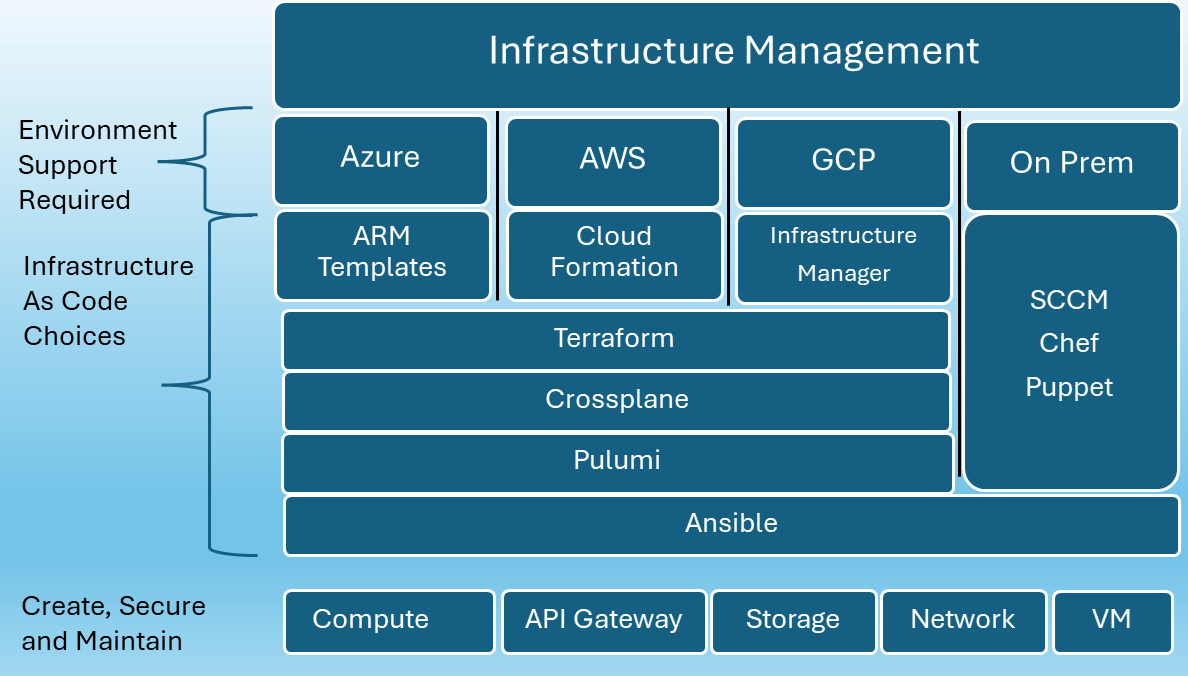 Infrastructure Management
Environment
Support
Required
Azure
AWS
GCP
On Prem
Infrastructure
As Code
Choices
ARM
Templates
Cloud
Formation
Infrastructure
Manager
SCCM
Chef
Puppet
Terraform
Crossplane
Pulumi
Ansible
Create, Secure
and Maintain
Compute
API Gateway
Storage
Network
VM